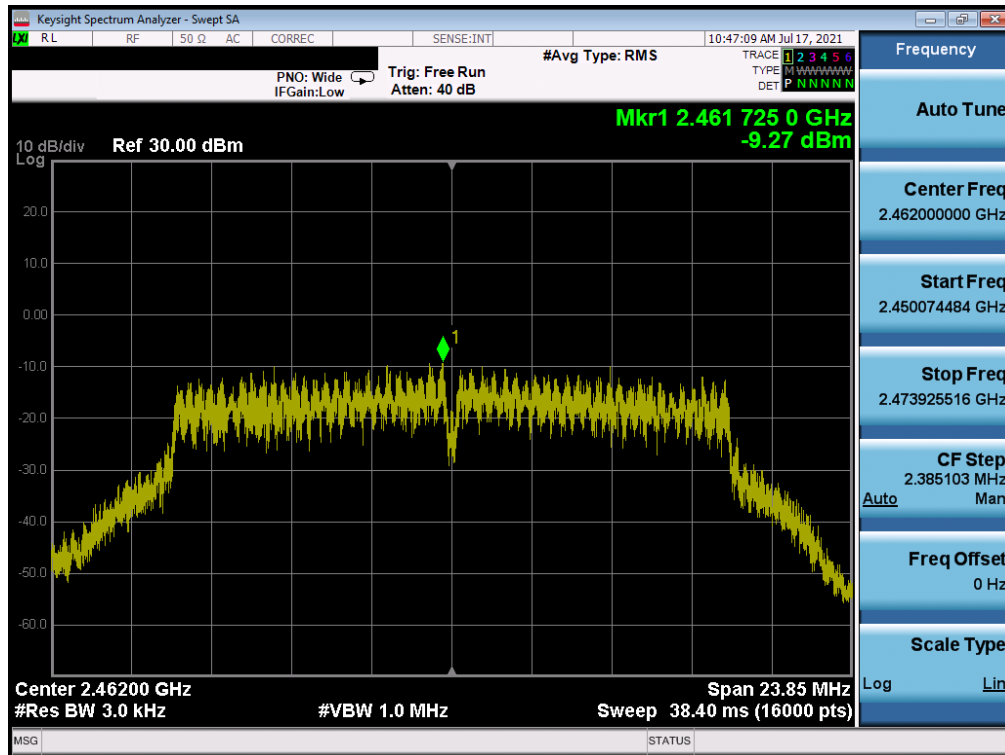 Keysight Spectrum Analyzer - Swept SA
LXI RL RF 50 Ω AC CORREC SENSE:INT 10:47:09 AM Jul 17, 2021
Frequency
PNO: Wide
IFGain:Low
Trig: Free Run
Atten: 40 dB
#Avg Type: RMS
TRACE 1 2 3 4 5 6
TYPE M W W W W W
DET P N N N N N
Auto Tune
Mkr1 2.461 725 0 GHz
-9.27 dBm
10 dB/div Ref 30.00 dBm
Log
Center Freq
2.462000000 GHz
20.0
10.0
Start Freq
2.450074484 GHz
0.00
1
-10.0
Stop Freq
2.473925516 GHz
-20.0
-30.0
CF Step
2.385103 MHz
Auto Man
-40.0
-50.0
Freq Offset
0 Hz
-60.0
Scale Type
Log Lin
Center 2.46200 GHz Span 23.85 MHz
#Res BW 3.0 kHz #VBW 1.0 MHz Sweep 38.40 ms (16000 pts)
MSG STATUS